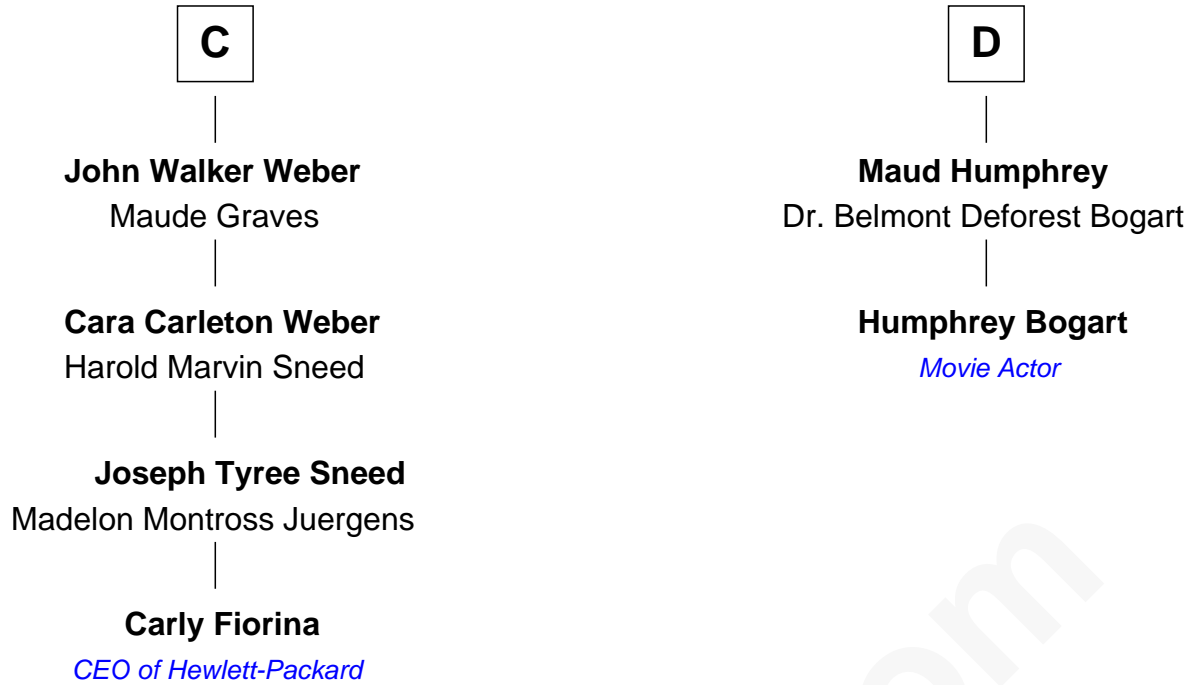 C
John Walker Weber
Maude Graves
Cara Carleton Weber
Harold Marvin Sneed
Joseph Tyree Sneed
Madelon Montross Juergens
Carly Fiorina
CEO of Hewlett-Packard
D
Maud Humphrey
Dr. Belmont Deforest Bogart
Humphrey Bogart
Movie Actor
om